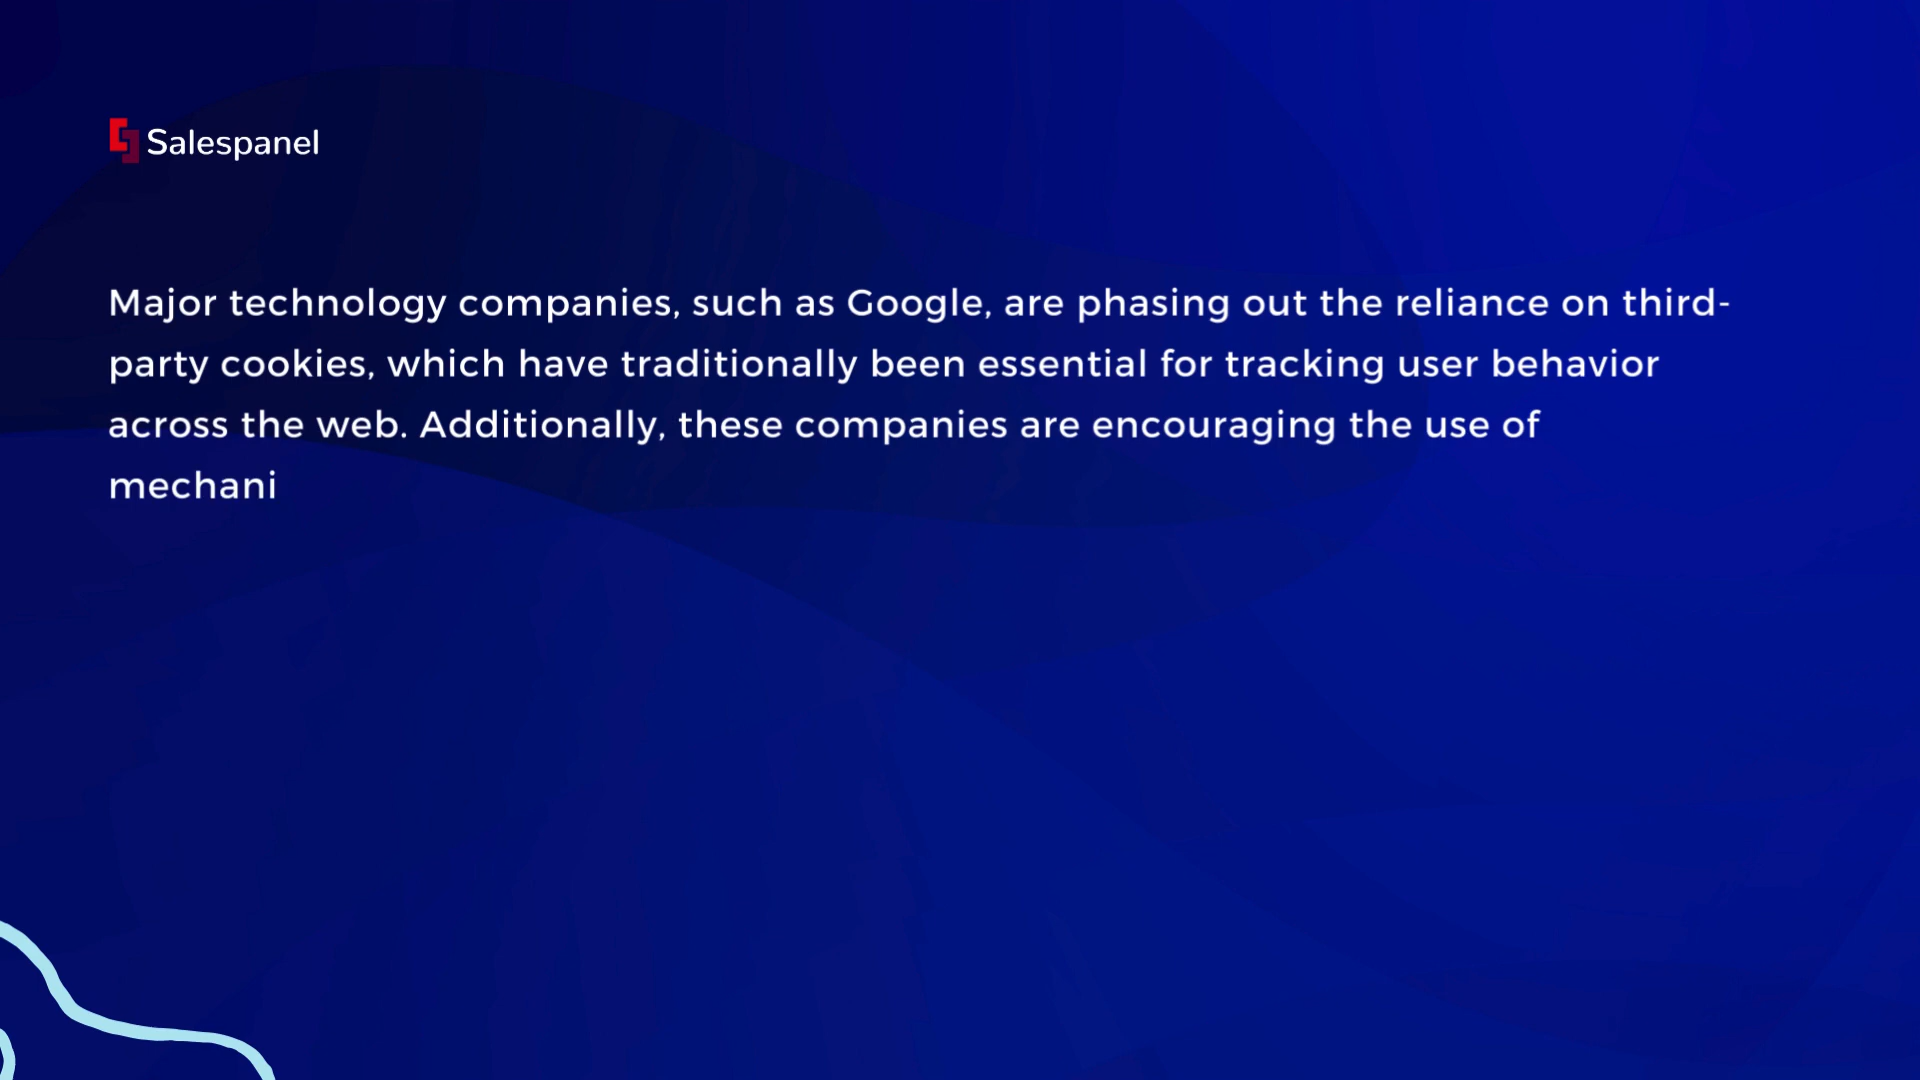 Salespanel
Major technology companies, such as Google, are phasing out the reliance on third-
party cookies, which have traditionally been essential for tracking user behavior
across the web. Additionally, these companies are encouraging the use of
mechani